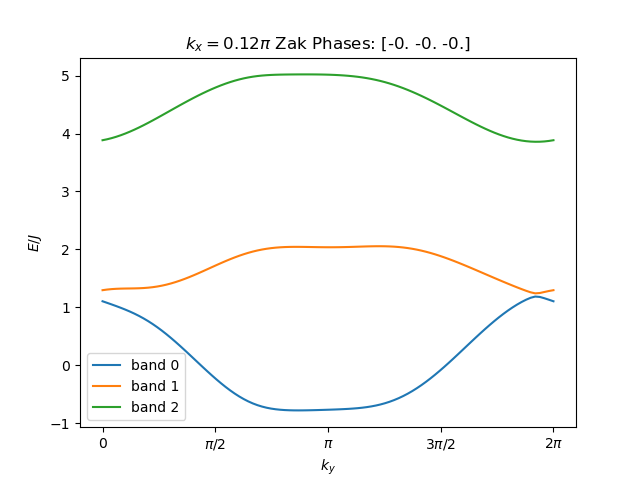 $k_x = 0.12\pi$ Zak Phases: [-0. -0. -0.]
5
4
3
2
1
0
−1
E/J
band 0
band 1
band 2
0
π/2
π
3π/2
2π
$k_y$